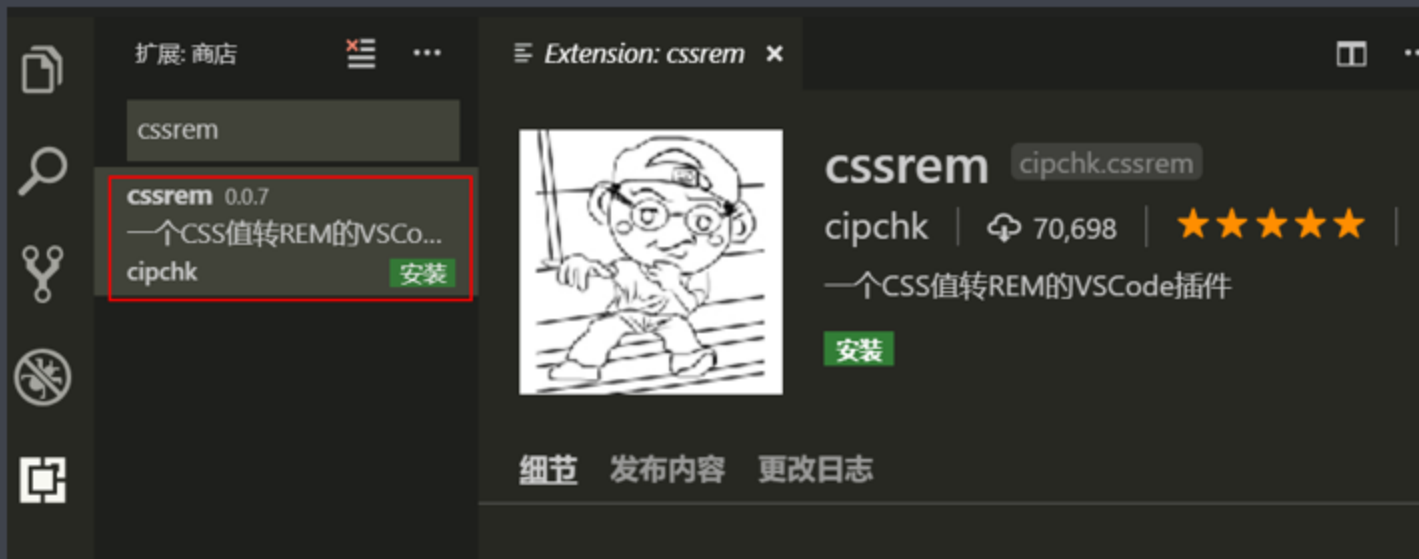 扩展: 商店
cssrem
cssrem 0.0.7
一个CSS值转REM的VSCo...
cipchk 安装
Extension: cssrem
cssrem cipchk.cssrem
cipchk 70,698
一个CSS值转REM的VSCode插件
安装
细节 发布内容 更改日志